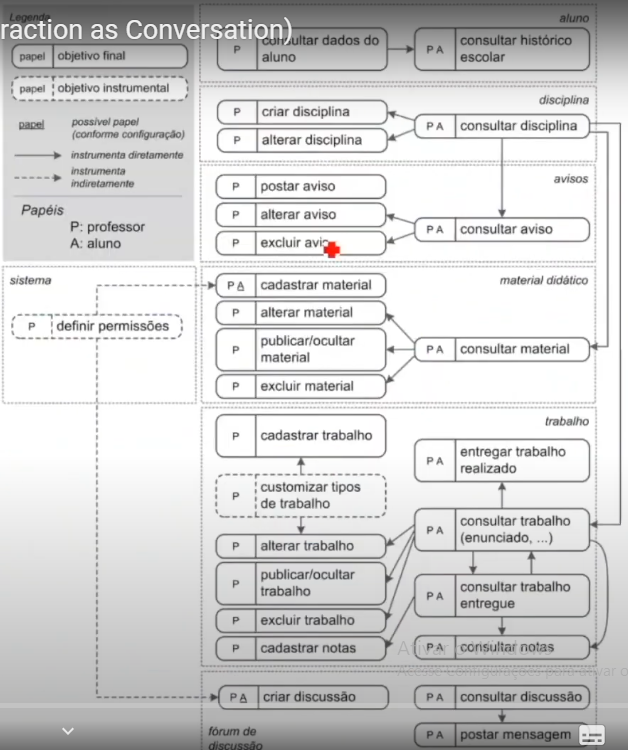 raction as Conversation)
Legenda
papel objetivo final
papel objetivo instrumental
papel possível papel
(conforme configuração)
instrumenta diretamente
instrumenta
indiretamente
Papéis
P: professor
A: aluno
sistema
P definir permissões
aluno
P consultar dados do
aluno
P A consultar histórico
escolar
disciplina
P criar disciplina
P alterar disciplina
P A consultar disciplina
avisos
P postar aviso
P alterar aviso
P excluir
P A consultar aviso
material didático
P A cadastrar material
P alterar material
P publicar/ocultar
material
P excluir material
P A consultar material
trabalho
P cadastrar trabalho
P customizar tipos
de trabalho
P alterar trabalho
P publicar/ocultar
trabalho
P excluir trabalho
P cadastrar notas
P A entregar trabalho
realizado
P A consultar trabalho
(enunciado, ...)
P A consultar trabalho
entregue
P A consultar notas
P A criar discussão
P A consultar discussão
P A postar mensagem
fórum de
discussão